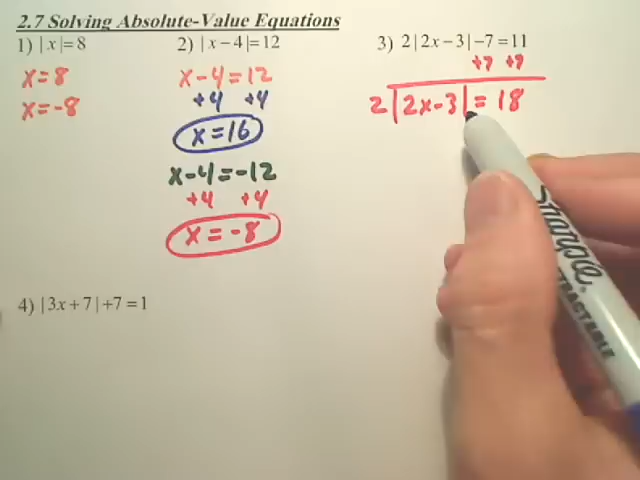 2.7 Solving Absolute-Value Equations
1) |x|=8
x=8
x=-8
2) |x-4|=12
x-4=12
+4 +4
x=16
x-4=-12
+4 +4
x=-8
3) 2|2x-3|-7=11
+7 +7
2|2x-3|=18
4) |3x+7|+7=1
Sharpie
RETRACTABLE